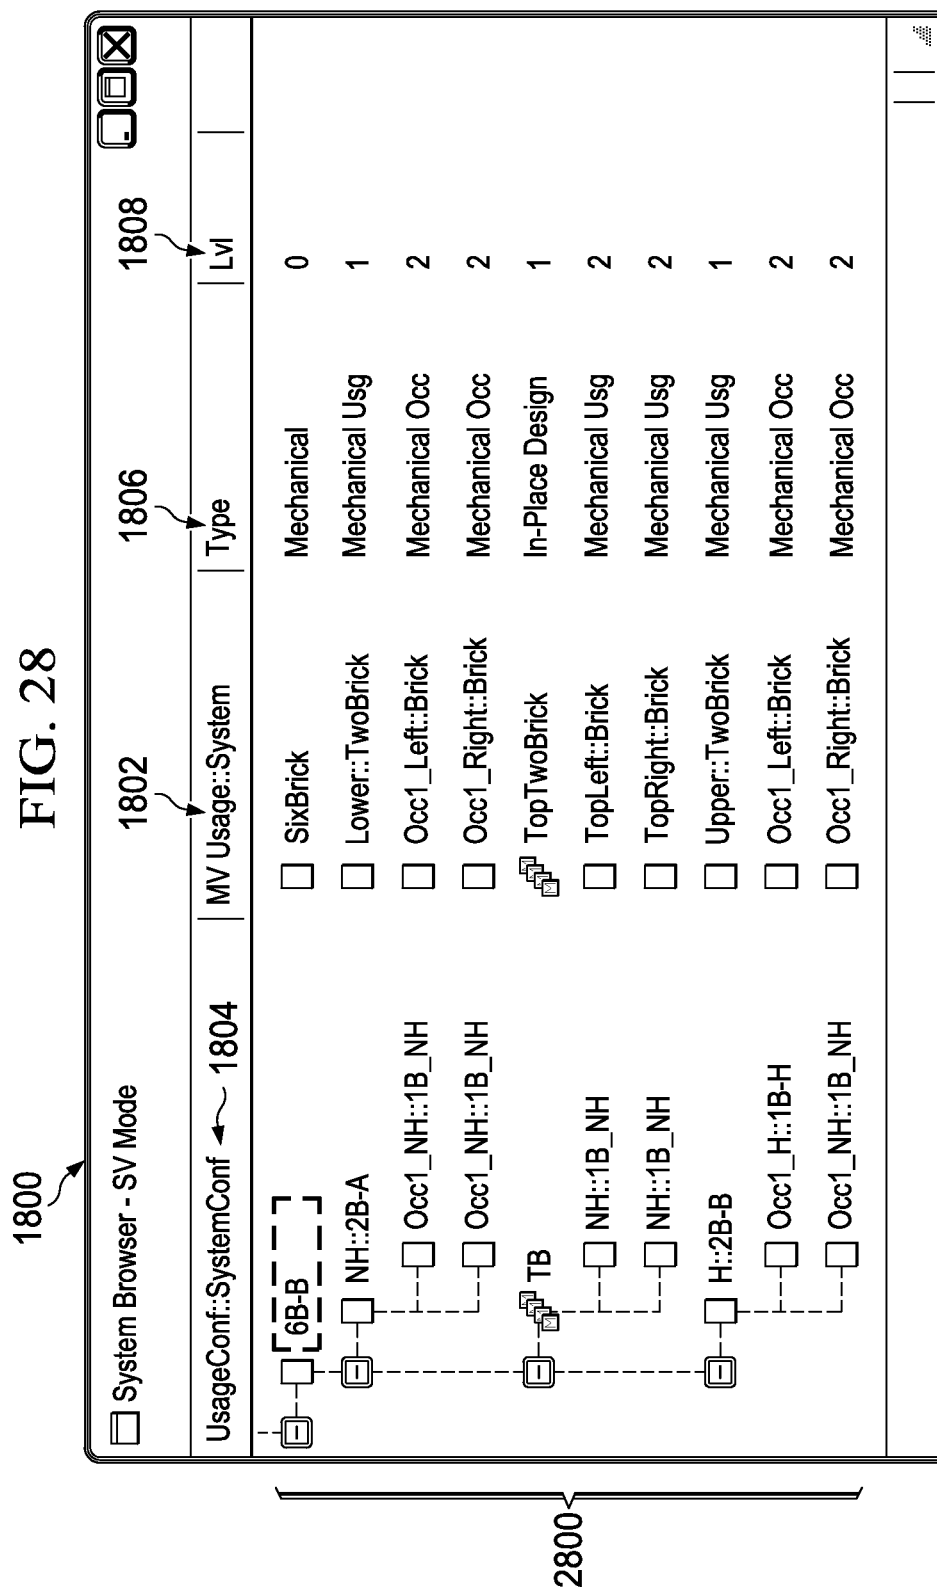 FIG. 28
1800
System Browser - SV Mode
1804 1802 1806 1808
UsageConf::SystemConf MV Usage::System Type Lvl
6B-B SixBrick Mechanical 0
NH::2B-A Lower::TwoBrick Mechanical Usg 1
Occ1_NH::1B_NH Occ1_Left::Brick Mechanical Occ 2
Occ1_NH::1B_NH Occ1_Right::Brick Mechanical Occ 2
TB TopTwoBrick In-Place Design 1
NH::1B_NH TopLeft::Brick Mechanical Usg 2
NH::1B_NH TopRight::Brick Mechanical Usg 2
H::2B-B Upper::TwoBrick Mechanical Usg 1
Occ1_H::1B-H Occ1_Left::Brick Mechanical Occ 2
Occ1_NH::1B_NH Occ1_Right::Brick Mechanical Occ 2
2800